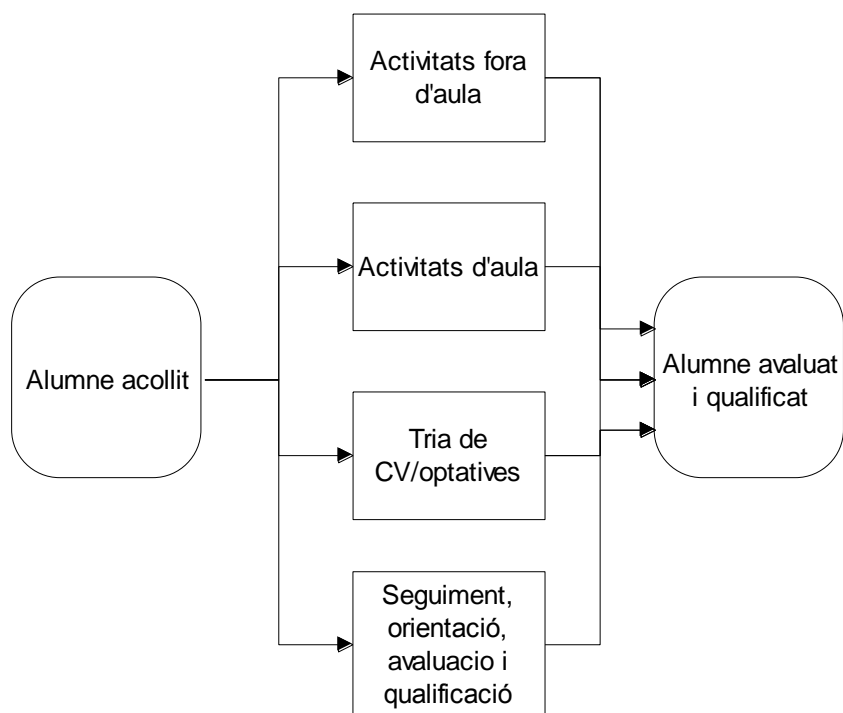 Activitats fora
d'aula
Activitats d'aula
Alumne acollit
Alumne avaluat
i qualificat
Tria de
CV/optatives
Seguiment,
orientació,
avaluacio i
qualificació